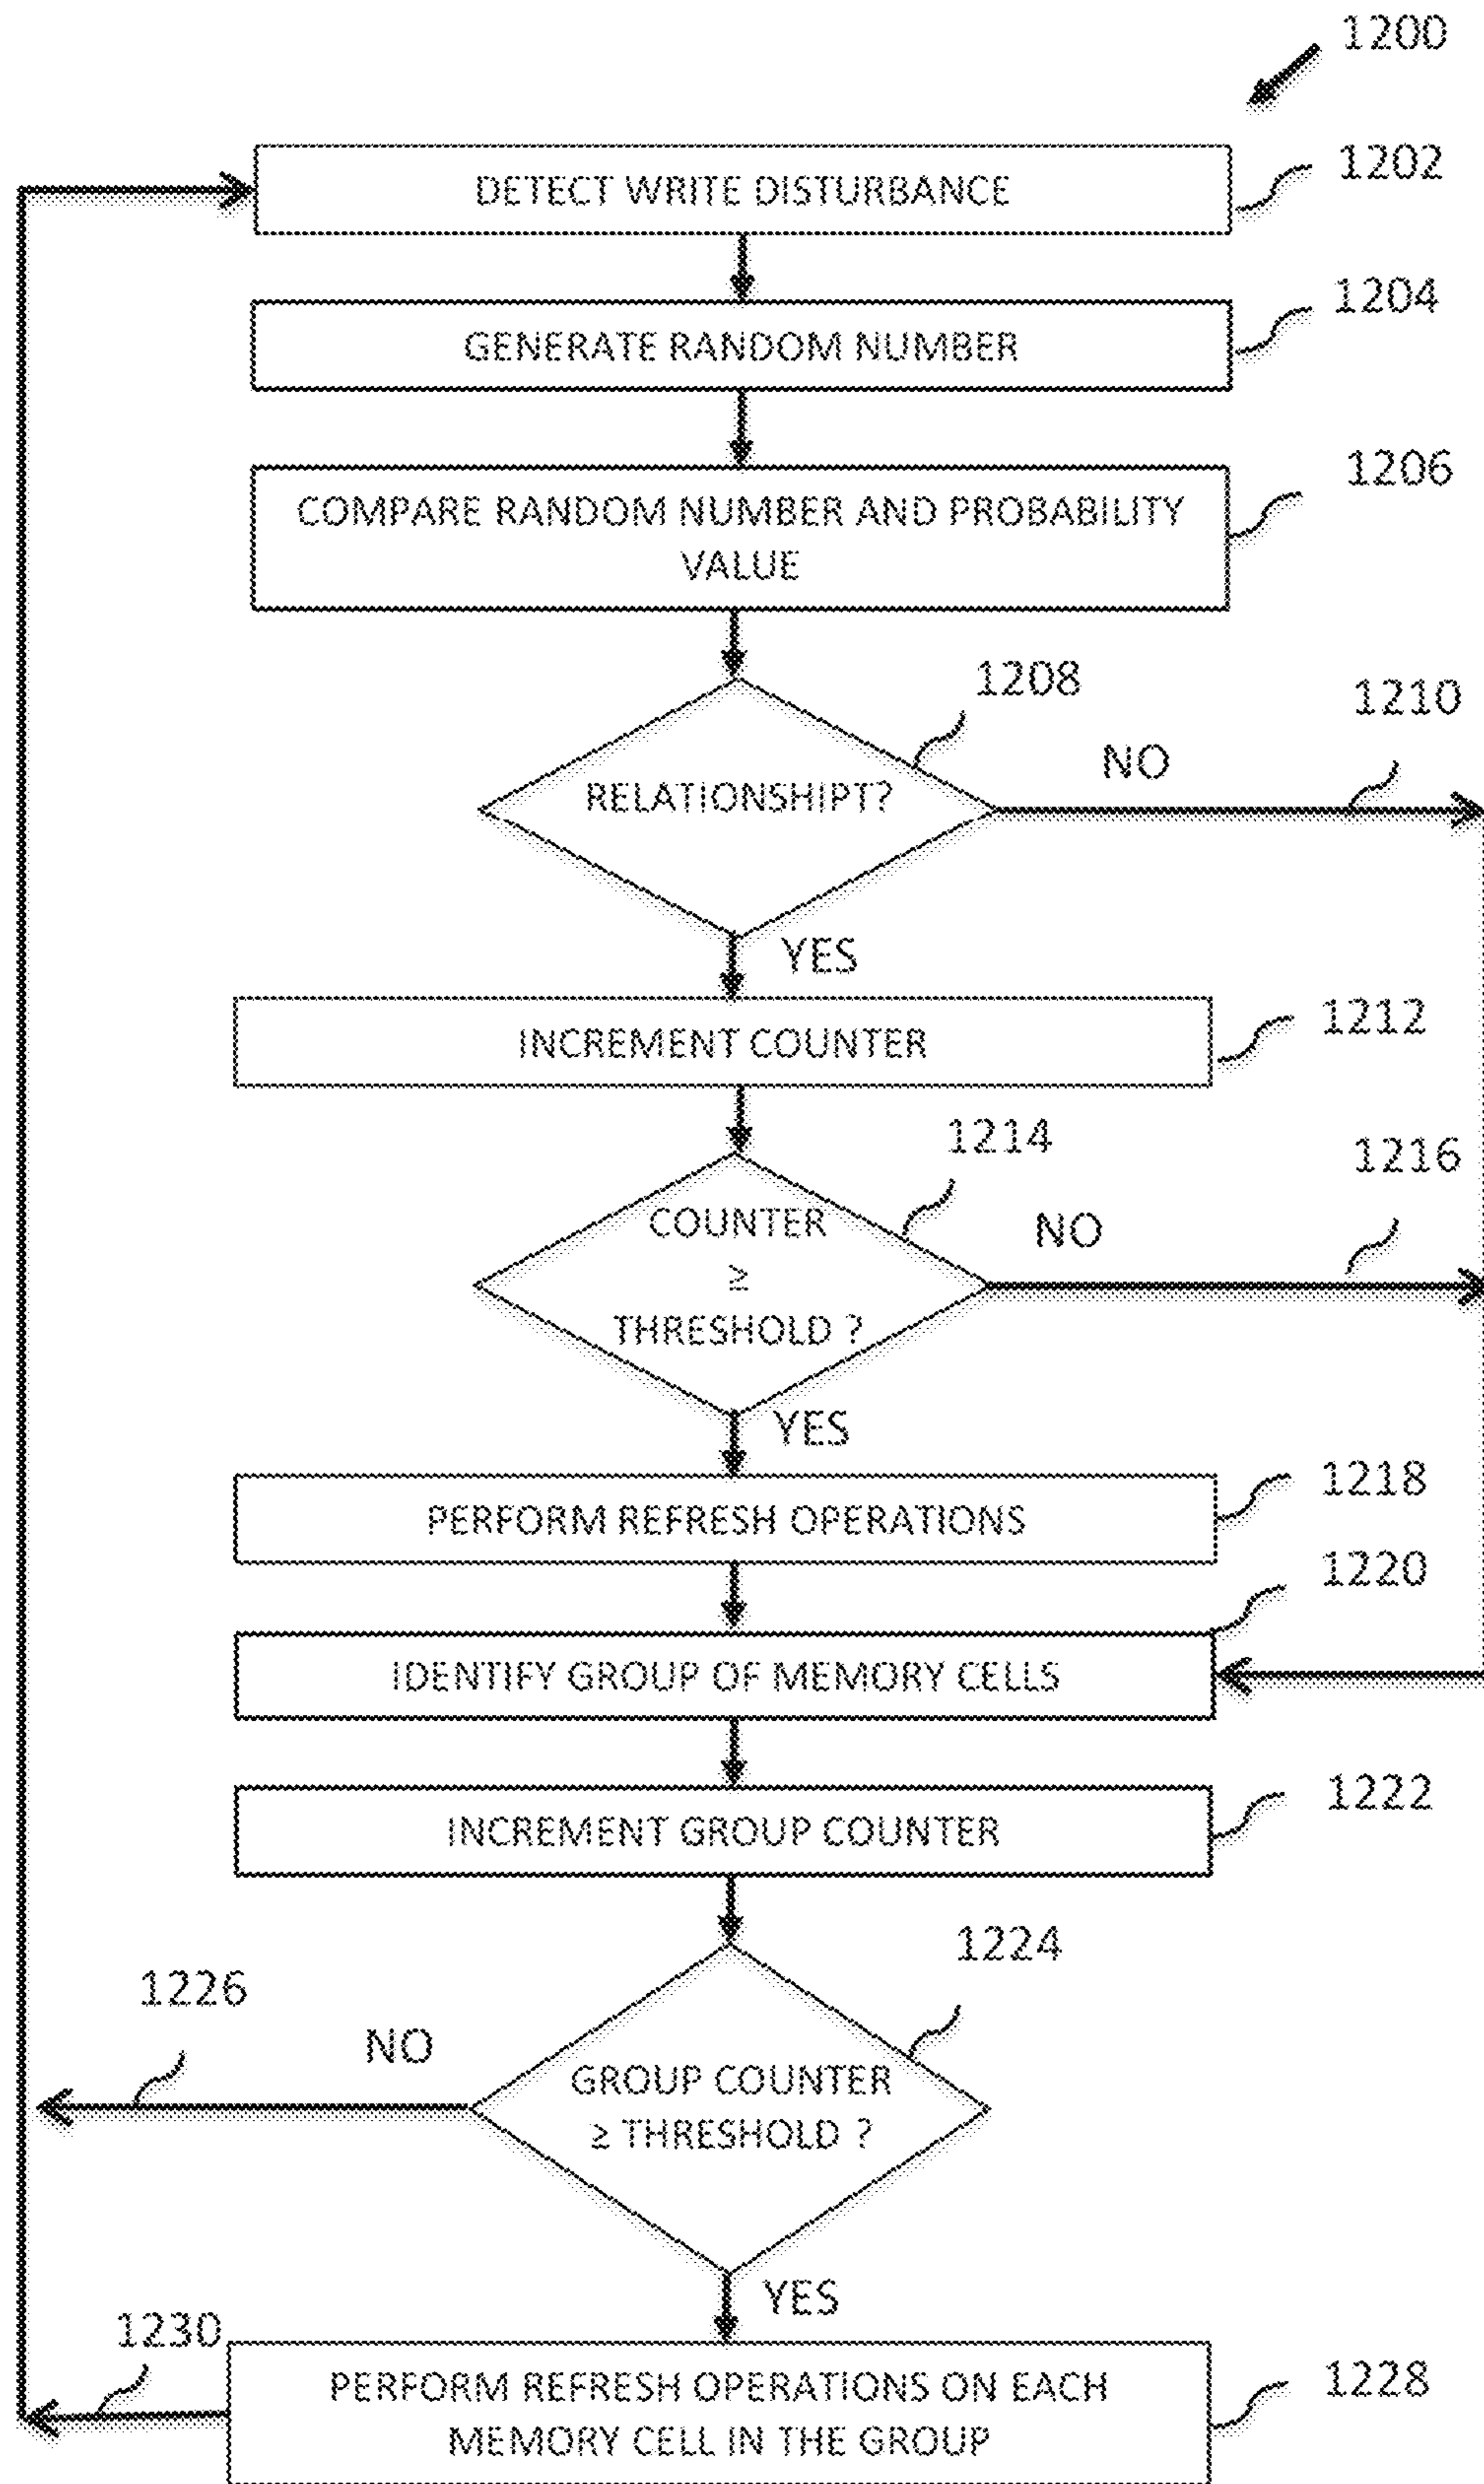 1200
DETECT WRITE DISTURBANCE
1202
GENERATE RANDOM NUMBER
1204
COMPARE RANDOM NUMBER AND PROBABILITY
VALUE
1206
RELATIONSHIPT?
1208
NO
1210
YES
INCREMENT COUNTER
1212
COUNTER
≥
THRESHOLD ?
1214
NO
1216
YES
PERFORM REFRESH OPERATIONS
1218
IDENTIFY GROUP OF MEMORY CELLS
1220
INCREMENT GROUP COUNTER
1222
GROUP COUNTER
≥ THRESHOLD ?
1224
1226
NO
YES
1230
PERFORM REFRESH OPERATIONS ON EACH
MEMORY CELL IN THE GROUP
1228